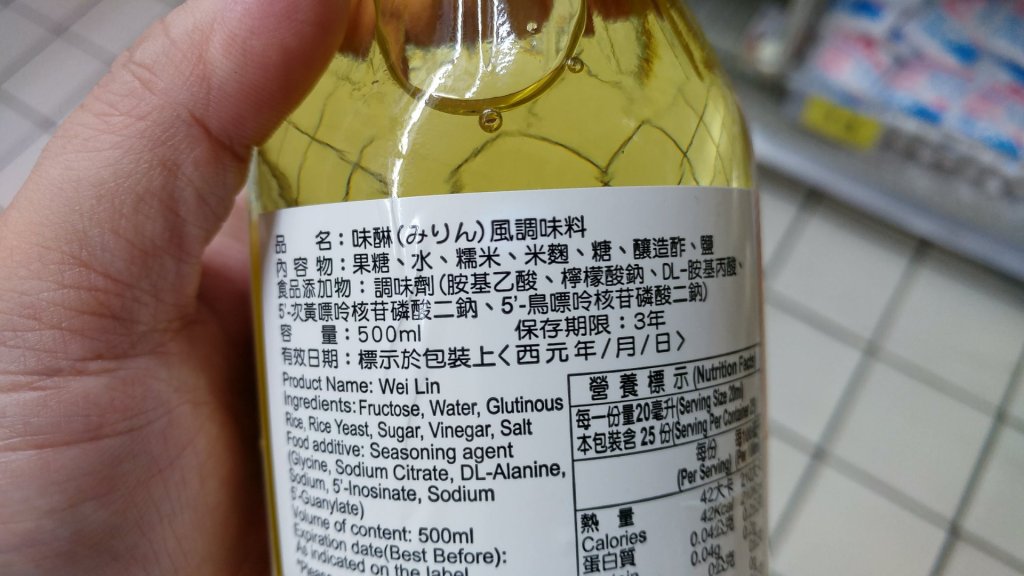 品　　名：味醂(みりん)風調味料
內 容 物：果糖、水、糯米、米麴、糖、釀造酢、鹽
食品添加物：調味劑(胺基乙酸、檸檬酸鈉、DL-胺基丙酸、
5'-次黃嘌呤核苷磷酸二鈉、5'-鳥嘌呤核苷磷酸二鈉)
容　　量：500ml　　保存期限：3年
有效日期：標示於包裝上<西元年/月/日>
Product Name: Wei Lin
Ingredients: Fructose, Water, Glutinous
Rice, Rice Yeast, Sugar, Vinegar, Salt
Food additive: Seasoning agent
(Glycine, Sodium Citrate, DL-Alanine,
Sodium, 5'-Inosinate, Sodium
5'-Guanylate)
Volume of content: 500ml
Expiration date(Best Before):
As indicated on the label
營養標示(Nutrition Facts)
每一份量20毫升(Serving Size 20ml)
本包裝含 25 份(Serving Per Container
每份
(Per Serving)
熱 量 42大卡
Calories 42Kcal
蛋白質 0.04公克
0.04g